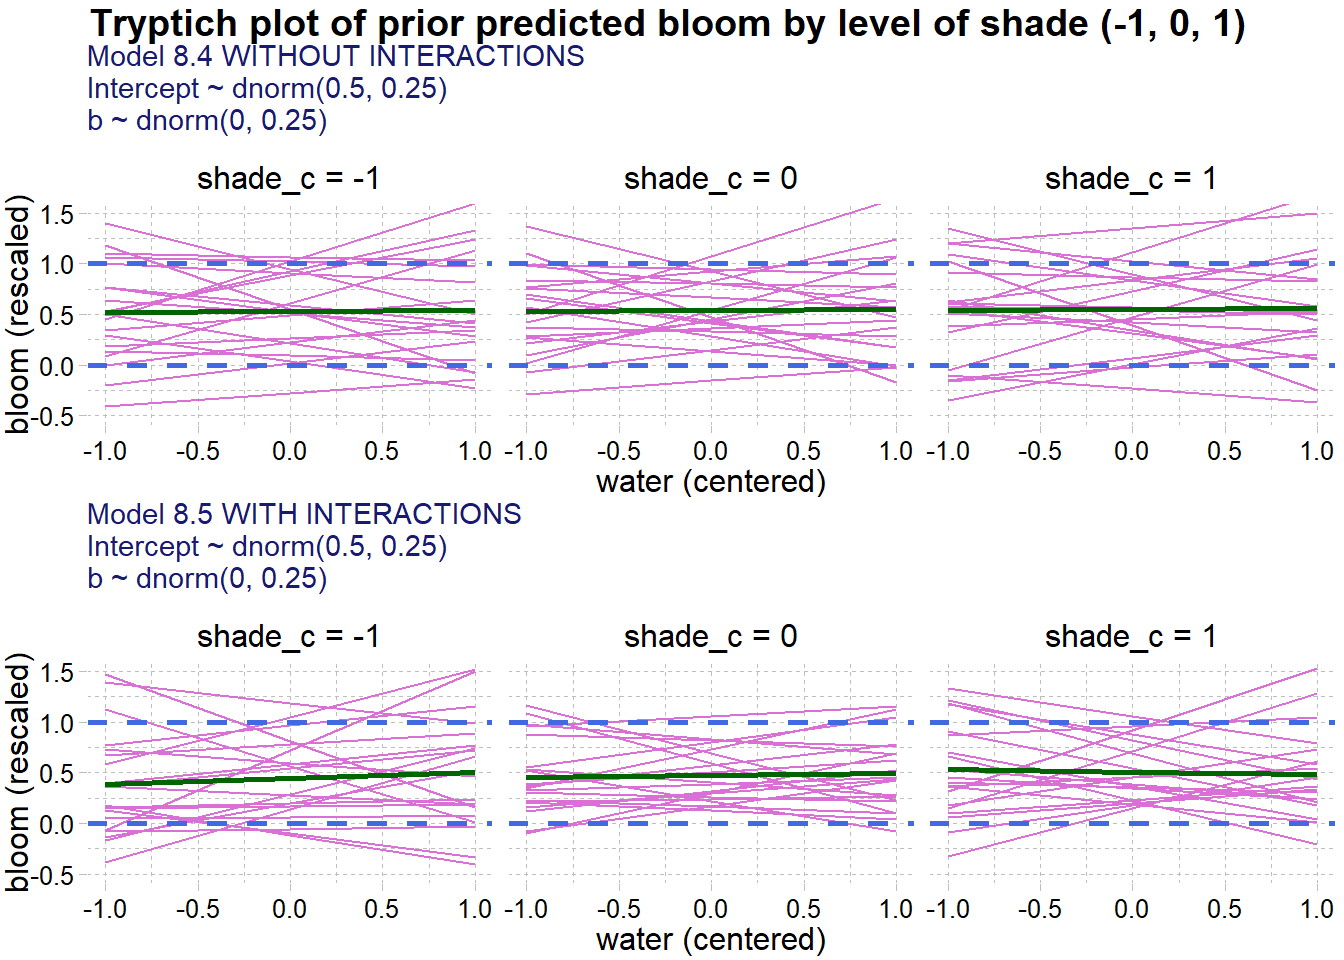 Tryptich plot of prior predicted bloom by level of shade (-1, 0, 1)
Model 8.4 WITHOUT INTERACTIONS
Intercept ~ dnorm(0.5, 0.25)
b ~ dnorm(0, 0.25)
shade_c = -1 shade_c = 0 shade_c = 1
bloom (rescaled)
1.5
1.0
0.5
0.0
-0.5
-1.0 -0.5 0.0 0.5 1.0 -1.0 -0.5 0.0 0.5 1.0 -1.0 -0.5 0.0 0.5 1.0
water (centered)
Model 8.5 WITH INTERACTIONS
Intercept ~ dnorm(0.5, 0.25)
b ~ dnorm(0, 0.25)
shade_c = -1 shade_c = 0 shade_c = 1
bloom (rescaled)
1.5
1.0
0.5
0.0
-0.5
-1.0 -0.5 0.0 0.5 1.0 -1.0 -0.5 0.0 0.5 1.0 -1.0 -0.5 0.0 0.5 1.0
water (centered)